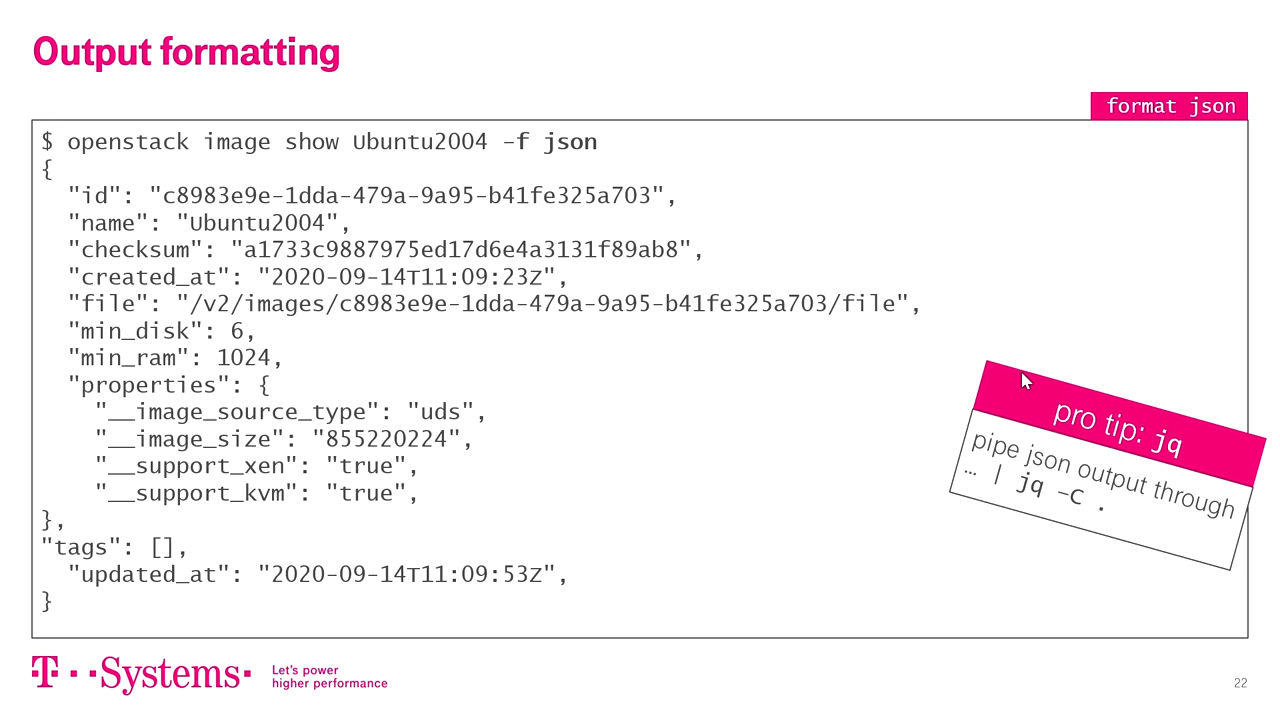 Output formatting
format json
$ openstack image show Ubuntu2004 -f json
{
  "id": "c8983e9e-1dda-479a-9a95-b41fe325a703",
  "name": "Ubuntu2004",
  "checksum": "a1733c9887975ed17d6e4a3131f89ab8",
  "created_at": "2020-09-14T11:09:23Z",
  "file": "/v2/images/c8983e9e-1dda-479a-9a95-b41fe325a703/file",
  "min_disk": 6,
  "min_ram": 1024,
  "properties": {
    "__image_source_type": "uds",
    "__image_size": "855220224",
    "__support_xen": "true",
    "__support_kvm": "true",
},
"tags": [],
  "updated_at": "2020-09-14T11:09:53Z",
}
pro tip: jq
pipe json output through
… | jq -C .
T··Systems·
Let's power
higher performance
22